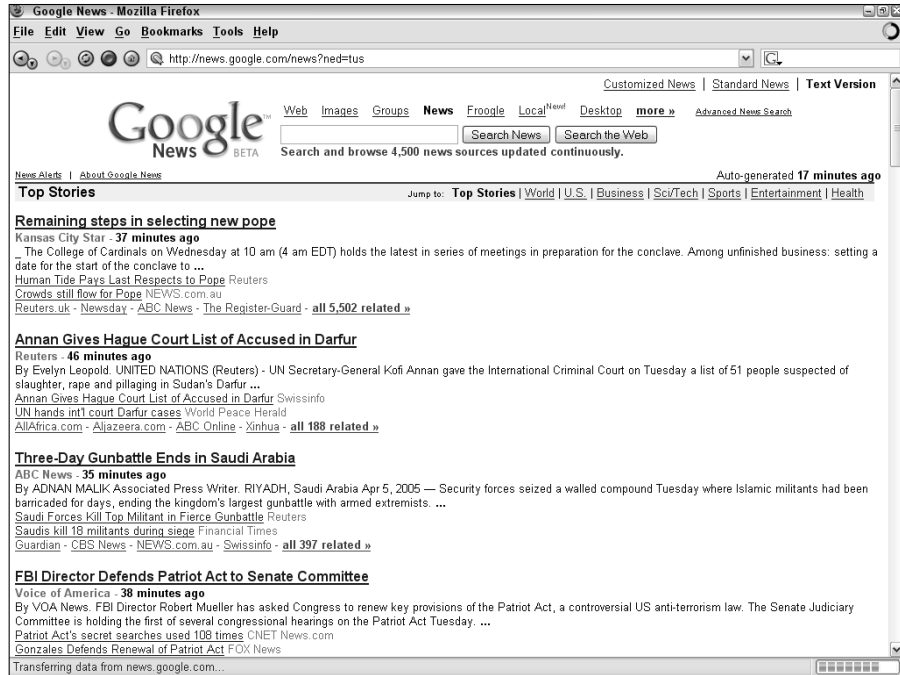 Google News - Mozilla Firefox
File Edit View Go Bookmarks Tools Help
http://news.google.com/news?ned=tus
G
Customized News | Standard News | Text Version
Google™
News BETA
Web Images Groups News Froogle Local New! Desktop more » Advanced News Search
Search News Search the Web
Search and browse 4,500 news sources updated continuously.
News Alerts | About Google News
Auto-generated 17 minutes ago
Top Stories
Jump to: Top Stories | World | U.S. | Business | Sci/Tech | Sports | Entertainment | Health
Remaining steps in selecting new pope
Kansas City Star - 37 minutes ago
_ The College of Cardinals on Wednesday at 10 am (4 am EDT) holds the latest in series of meetings in preparation for the conclave. Among unfinished business: setting a
date for the start of the conclave to ...
Human Tide Pays Last Respects to Pope Reuters
Crowds still flow for Pope NEWS.com.au
Reuters.uk - Newsday - ABC News - The Register-Guard - all 5,502 related »
Annan Gives Hague Court List of Accused in Darfur
Reuters - 46 minutes ago
By Evelyn Leopold. UNITED NATIONS (Reuters) - UN Secretary-General Kofi Annan gave the International Criminal Court on Tuesday a list of 51 people suspected of
slaughter, rape and pillaging in Sudan's Darfur ...
Annan Gives Hague Court List of Accused in Darfur Swissinfo
UN hands int'l court Darfur cases World Peace Herald
AllAfrica.com - Aljazeera.com - ABC Online - Xinhua - all 188 related »
Three-Day Gunbattle Ends in Saudi Arabia
ABC News - 35 minutes ago
By ADNAN MALIK Associated Press Writer. RIYADH, Saudi Arabia Apr 5, 2005 — Security forces seized a walled compound Tuesday where Islamic militants had been
barricaded for days, ending the kingdom's largest gunbattle with armed extremists. ...
Saudi Forces Kill Top Militant in Fierce Gunbattle Reuters
Saudis kill 18 militants during siege Financial Times
Guardian - CBS News - NEWS.com.au - Swissinfo - all 397 related »
FBI Director Defends Patriot Act to Senate Committee
Voice of America - 38 minutes ago
By VOA News. FBI Director Robert Mueller has asked Congress to renew key provisions of the Patriot Act, a controversial US anti-terrorism law. The Senate Judiciary
Committee is holding the first of several congressional hearings on the Patriot Act Tuesday. ...
Patriot Act's secret searches used 108 times CNET News.com
Gonzales Defends Renewal of Patriot Act FOX News
Transferring data from news.google.com...